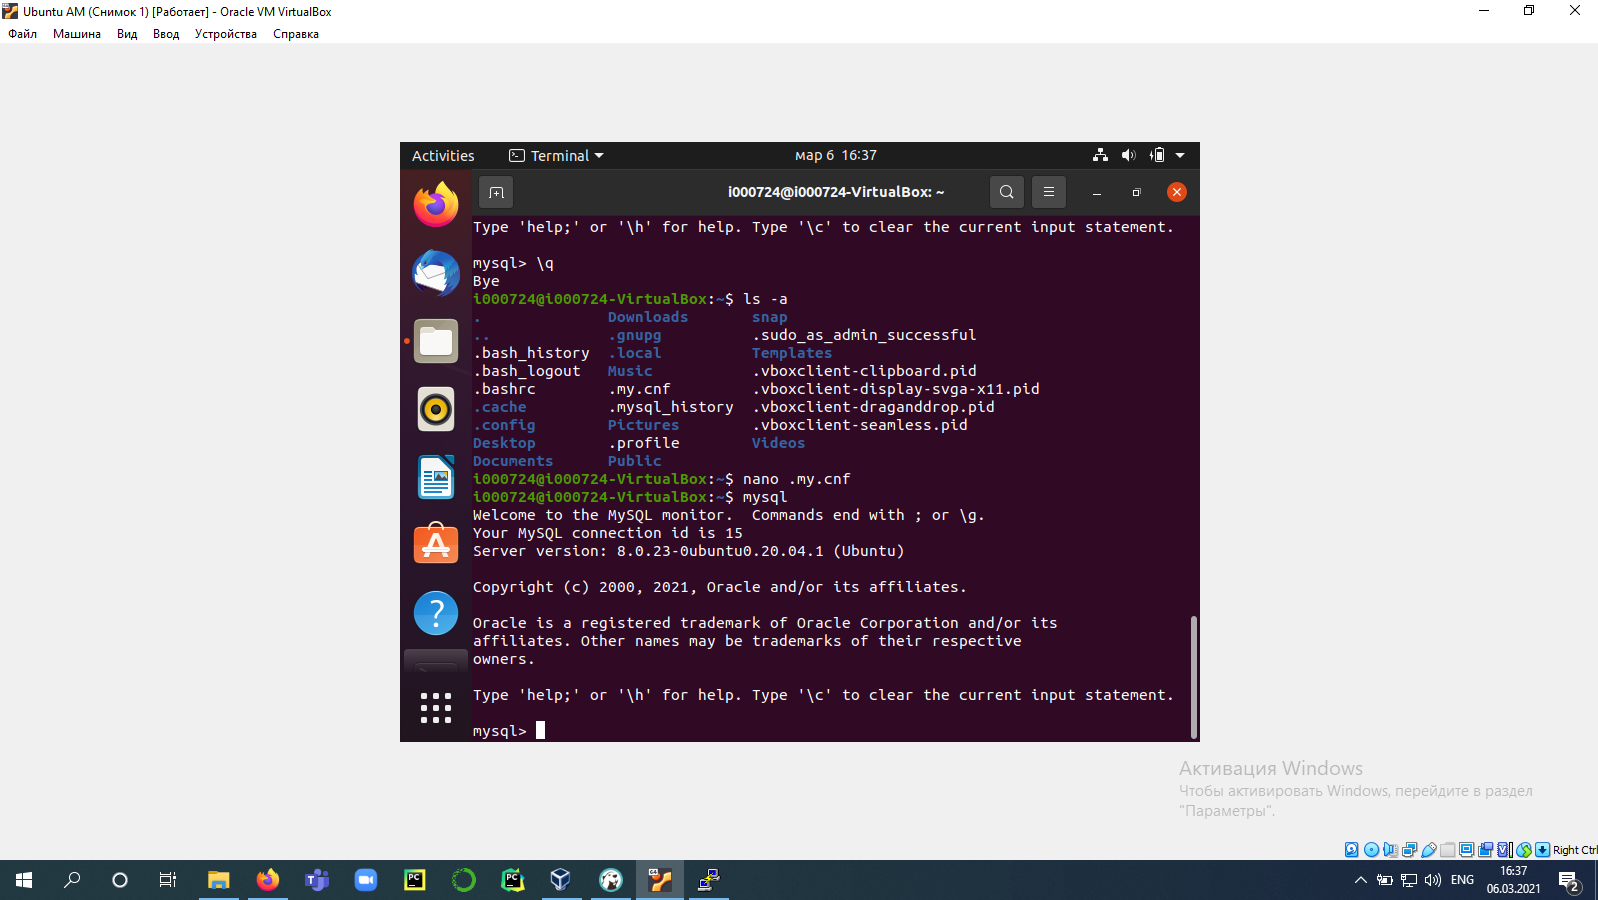 Ubuntu AM (Снимок 1) [Работает] - Oracle VM VirtualBox
Файл Машина Вид Ввод Устройства Справка
Activities Terminal мар 6 16:37
i000724@i000724-VirtualBox: ~
Type 'help;' or '\h' for help. Type '\c' to clear the current input statement.
mysql> \q
Bye
i000724@i000724-VirtualBox:~$ ls -a
. Downloads snap
.. .gnupg .sudo_as_admin_successful
.bash_history .local Templates
.bash_logout Music .vboxclient-clipboard.pid
.bashrc .my.cnf .vboxclient-display-svga-x11.pid
.cache .mysql_history .vboxclient-draganddrop.pid
.config Pictures .vboxclient-seamless.pid
Desktop .profile Videos
Documents Public
i000724@i000724-VirtualBox:~$ nano .my.cnf
i000724@i000724-VirtualBox:~$ mysql
Welcome to the MySQL monitor.  Commands end with ; or \g.
Your MySQL connection id is 15
Server version: 8.0.23-0ubuntu0.20.04.1 (Ubuntu)
Copyright (c) 2000, 2021, Oracle and/or its affiliates.
Oracle is a registered trademark of Oracle Corporation and/or its
affiliates. Other names may be trademarks of their respective
owners.
Type 'help;' or '\h' for help. Type '\c' to clear the current input statement.
mysql>
Активация Windows
Чтобы активировать Windows, перейдите в раздел
"Параметры".
Right Ctrl
ENG 16:37
06.03.2021
2